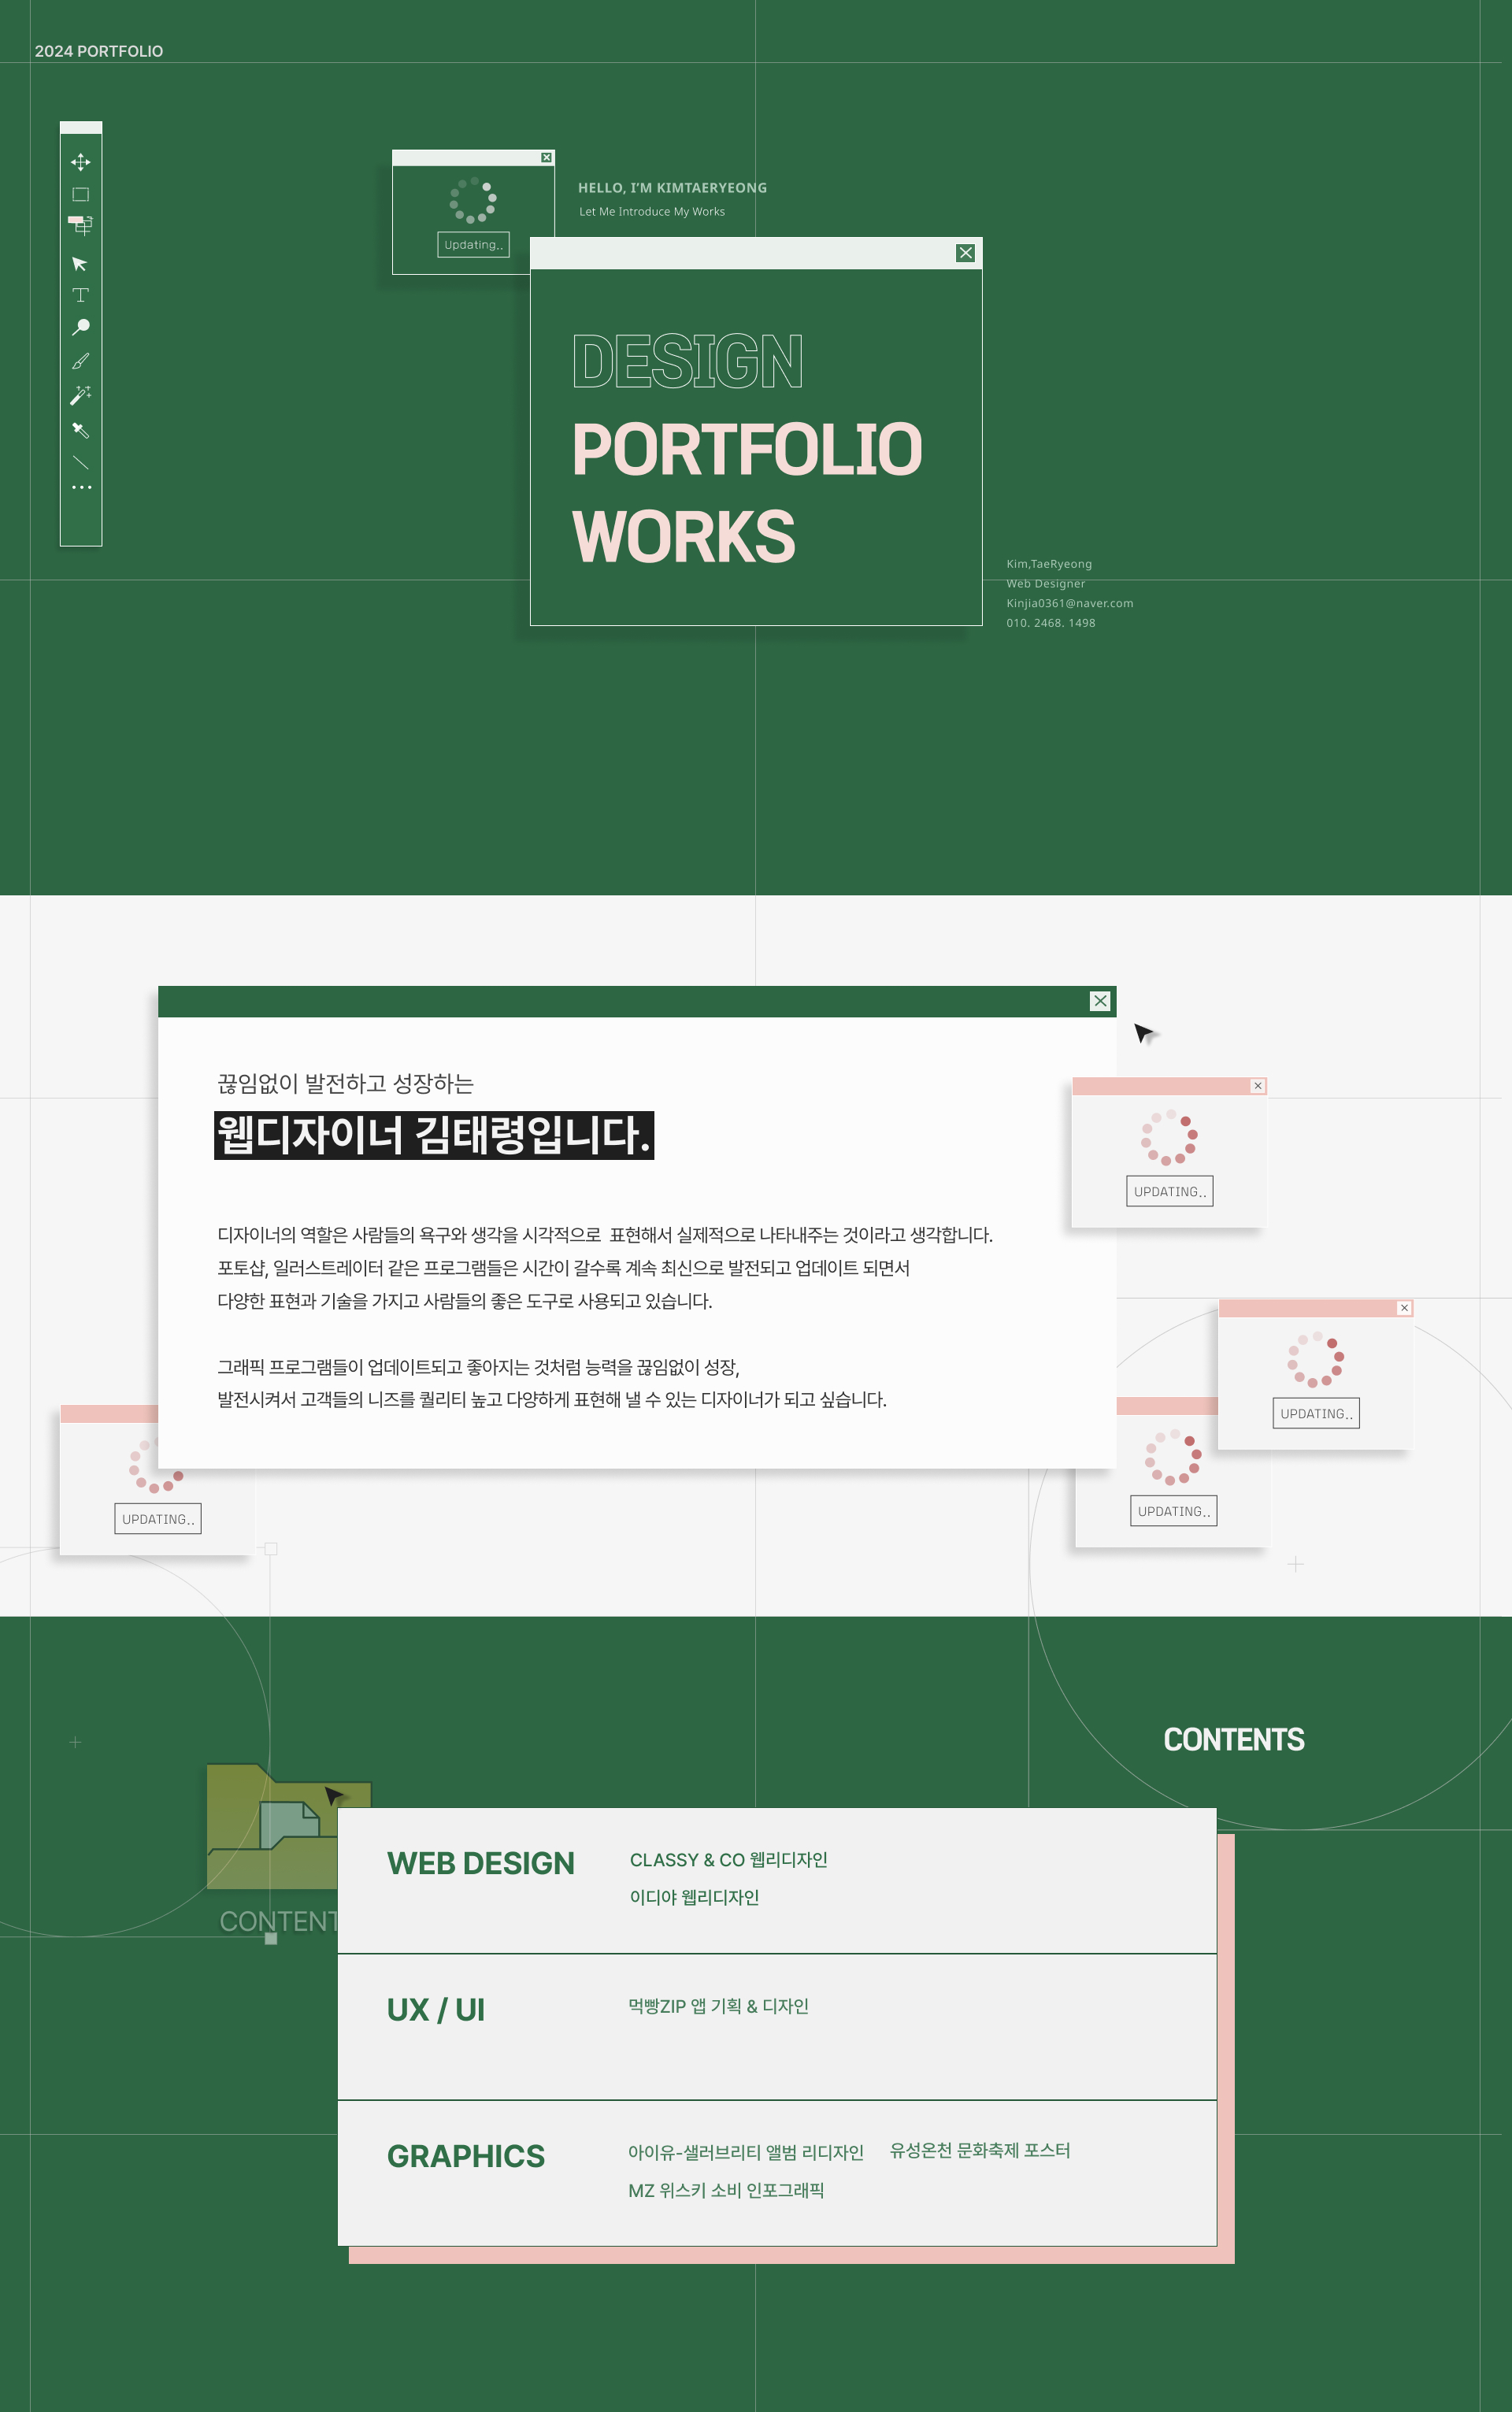 2024 PORTFOLIO
HELLO, I'M KIMTAERYEONG
Let Me Introduce My Works
Updating..
DESIGN
PORTFOLIO
WORKS
Kim,TaeRyeong
Web Designer
Kinjia0361@naver.com
010. 2468. 1498
끊임없이 발전하고 성장하는
웹디자이너 김태령입니다.
디자이너의 역할은 사람들의 욕구와 생각을 시각적으로 표현해서 실제적으로 나타내주는 것이라고 생각합니다.
포토샵, 일러스트레이터 같은 프로그램들은 시간이 갈수록 계속 최신으로 발전되고 업데이트 되면서
다양한 표현과 기술을 가지고 사람들의 좋은 도구로 사용되고 있습니다.
그래픽 프로그램들이 업데이트되고 좋아지는 것처럼 능력을 끊임없이 성장,
발전시켜서 고객들의 니즈를 퀄리티 높고 다양하게 표현해 낼 수 있는 디자이너가 되고 싶습니다.
UPDATING..
UPDATING..
UPDATING..
UPDATING..
CONTENTS
CONTENT
WEB DESIGN
CLASSY & CO 웹리디자인
이디야 웹리디자인
UX / UI
먹빵ZIP 앱 기획 & 디자인
GRAPHICS
아이유-샐러브리티 앨범 리디자인
유성온천 문화축제 포스터
MZ 위스키 소비 인포그래픽